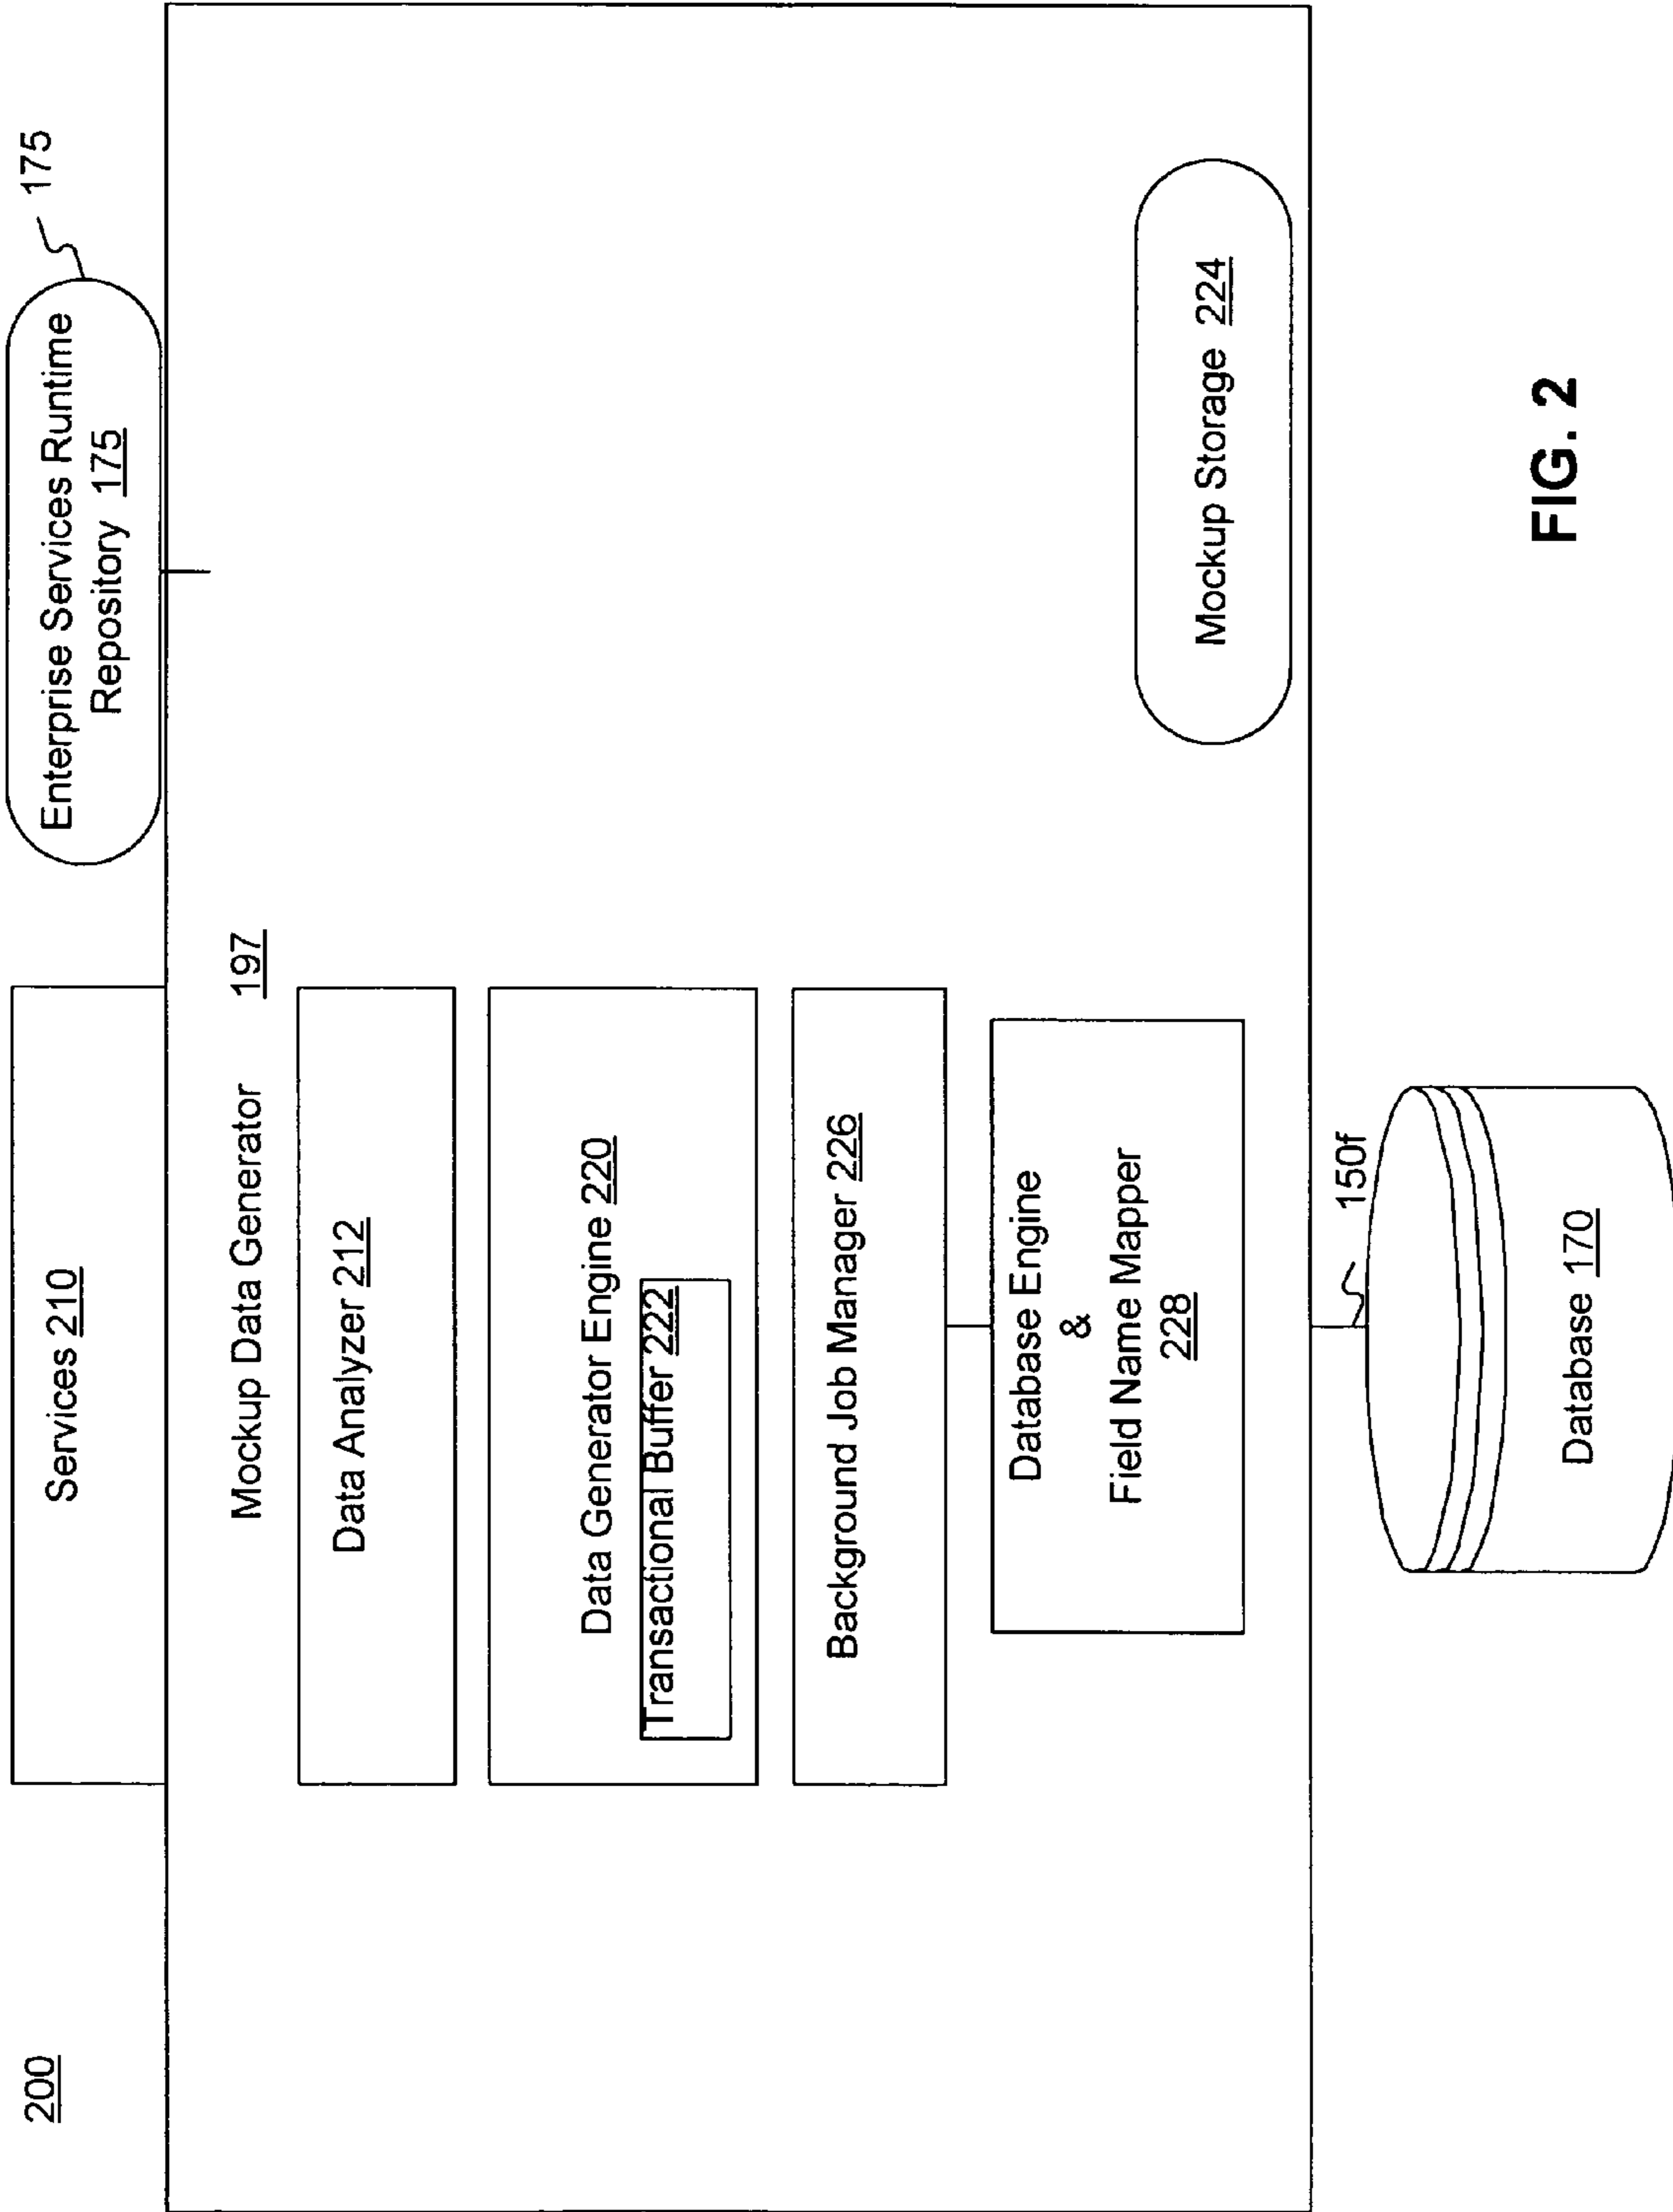 200
Services 210
Enterprise Services Runtime
Repository 175
175
Mockup Data Generator 197
Data Analyzer 212
Data Generator Engine 220
Transactional Buffer 222
Background Job Manager 226
Database Engine
&
Field Name Mapper
228
Mockup Storage 224
150f
Database 170
FIG. 2